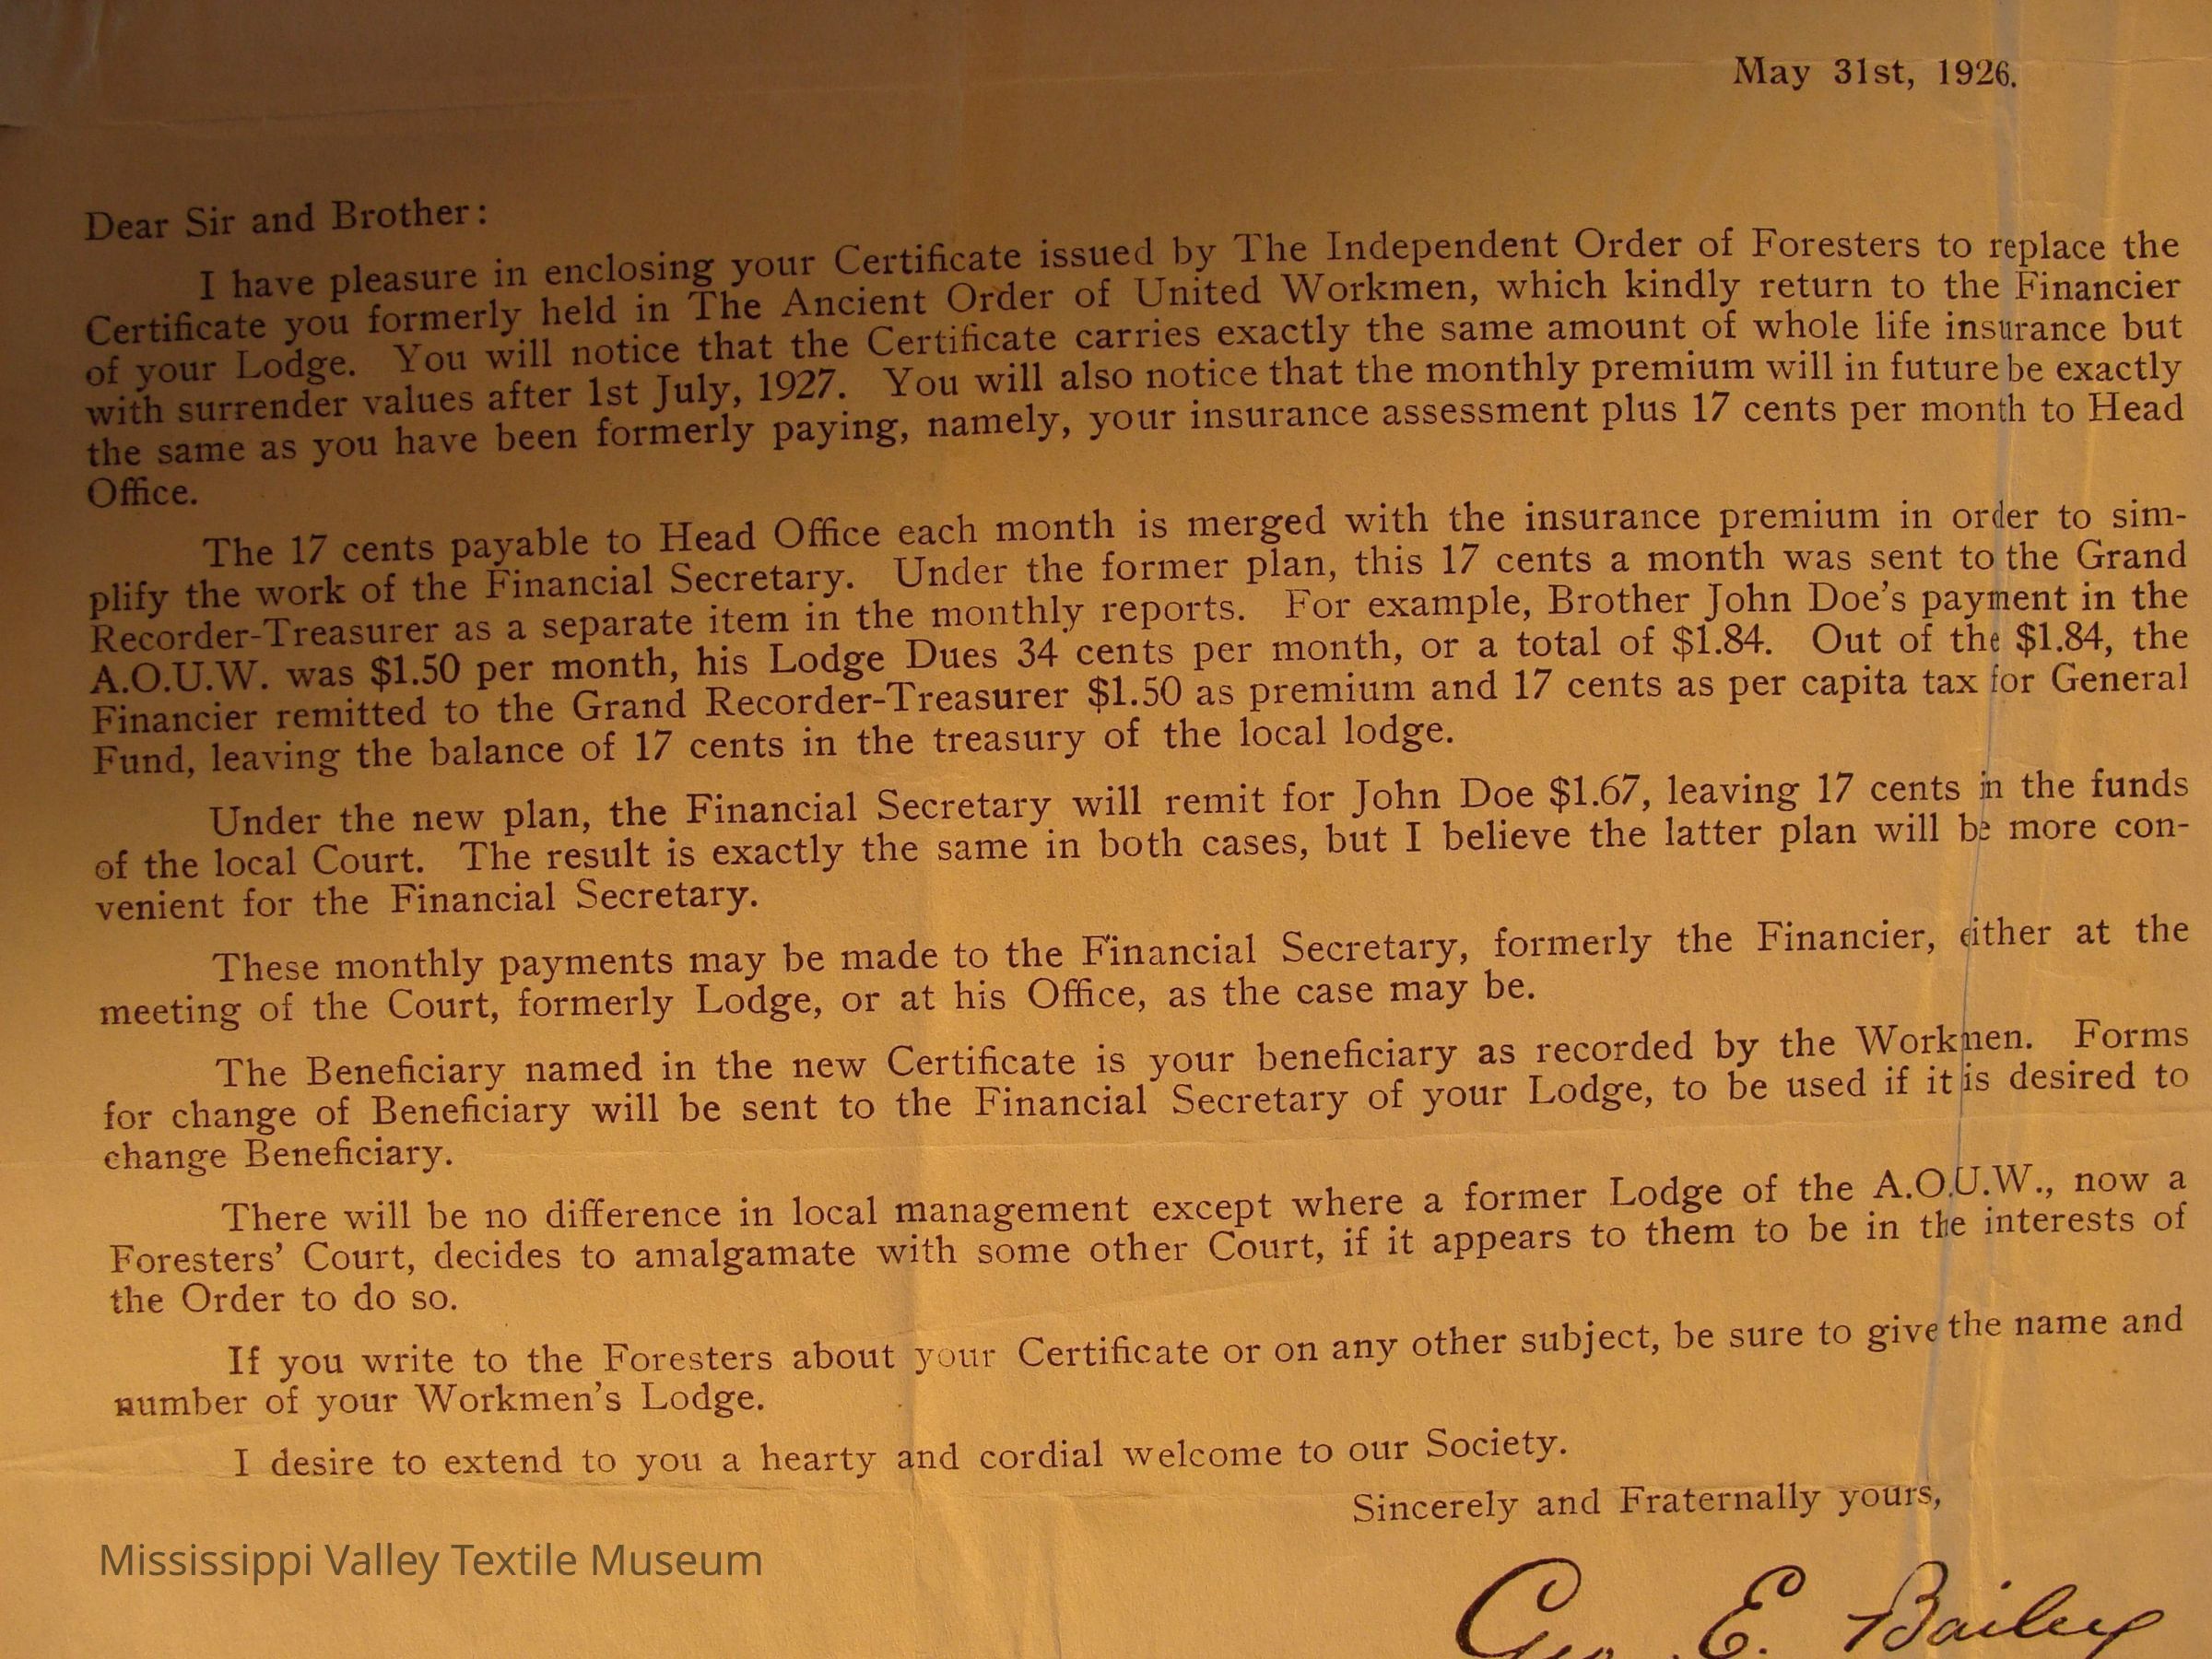 May 31st, 1926.
Dear Sir and Brother:
I have pleasure in enclosing your Certificate issued by The Independent Order of Foresters to replace the
Certificate you formerly held in The Ancient Order of United Workmen, which kindly return to the Financier
of your Lodge. You will notice that the Certificate carries exactly the same amount of whole life insurance but
with surrender values after 1st July, 1927. You will also notice that the monthly premium will in future be exactly
the same as you have been formerly paying, namely, your insurance assessment plus 17 cents per month to Head
Office.
The 17 cents payable to Head Office each month is merged with the insurance premium in order to sim-
plify the work of the Financial Secretary. Under the former plan, this 17 cents a month was sent to the Grand
Recorder-Treasurer as a separate item in the monthly reports. For example, Brother John Doe's payment in the
A.O.U.W. was $1.50 per month, his Lodge Dues 34 cents per month, or a total of $1.84. Out of the $1.84, the
Financier remitted to the Grand Recorder-Treasurer $1.50 as premium and 17 cents as per capita tax for General
Fund, leaving the balance of 17 cents in the treasury of the local lodge.
Under the new plan, the Financial Secretary will remit for John Doe $1.67, leaving 17 cents in the funds
of the local Court. The result is exactly the same in both cases, but I believe the latter plan will be more con-
venient for the Financial Secretary.
These monthly payments may be made to the Financial Secretary, formerly the Financier, either at the
meeting of the Court, formerly Lodge, or at his Office, as the case may be.
The Beneficiary named in the new Certificate is your beneficiary as recorded by the Workmen. Forms
for change of Beneficiary will be sent to the Financial Secretary of your Lodge, to be used if it is desired to
change Beneficiary.
There will be no difference in local management except where a former Lodge of the A.O.U.W., now a
Foresters' Court, decides to amalgamate with some other Court, if it appears to them to be in the interests of
the Order to do so.
If you write to the Foresters about your Certificate or on any other subject, be sure to give the name and
number of your Workmen's Lodge.
I desire to extend to you a hearty and cordial welcome to our Society.
Sincerely and Fraternally yours,
Mississippi Valley Textile Museum
Geo. E. Bailey